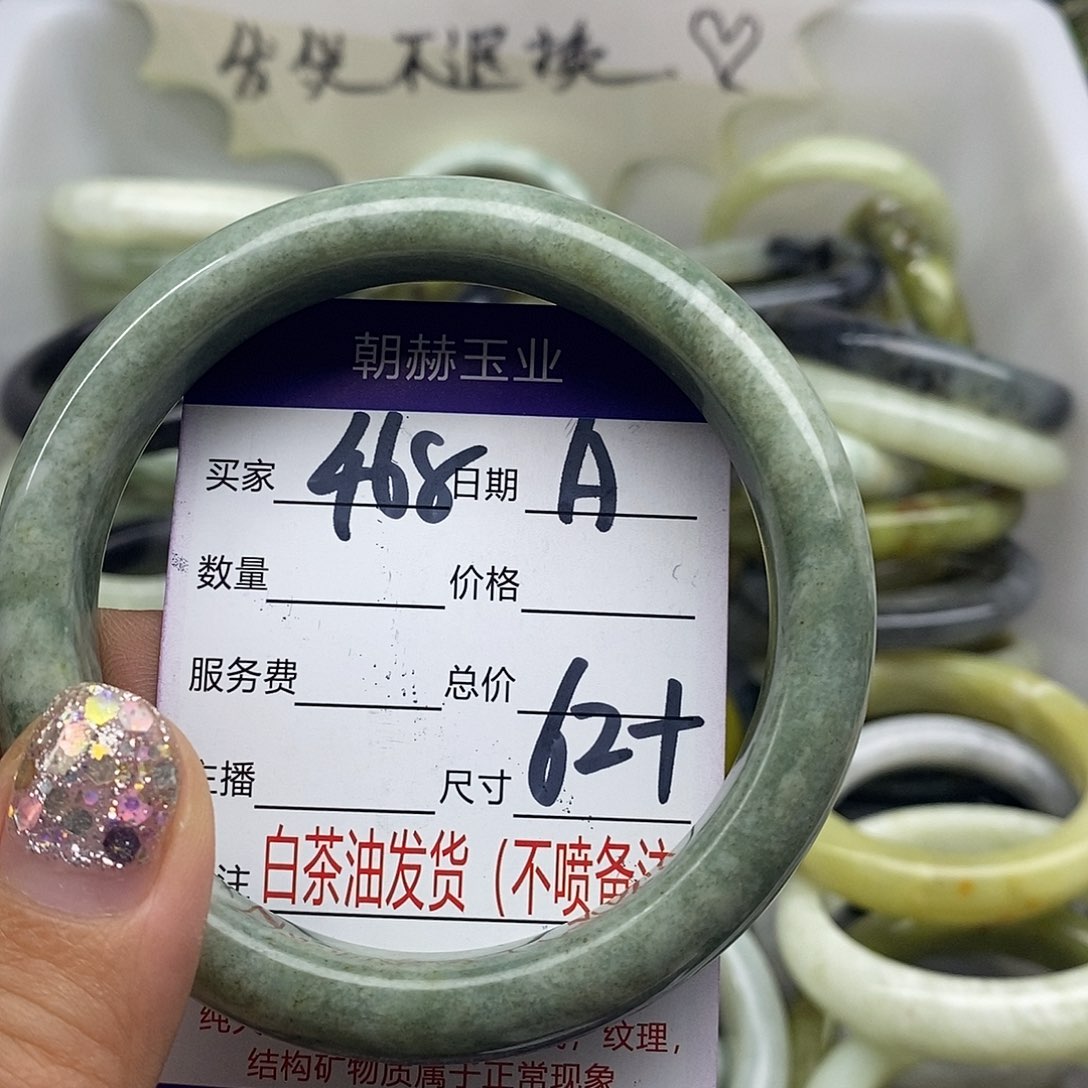 售出不退换.
朝赫玉业
买家 468 日期 A
数量 价格
服务费 总价
主播 尺寸 62+
注 白茶油发货（不喷备注
纹理，
结构矿物质属于正常现象